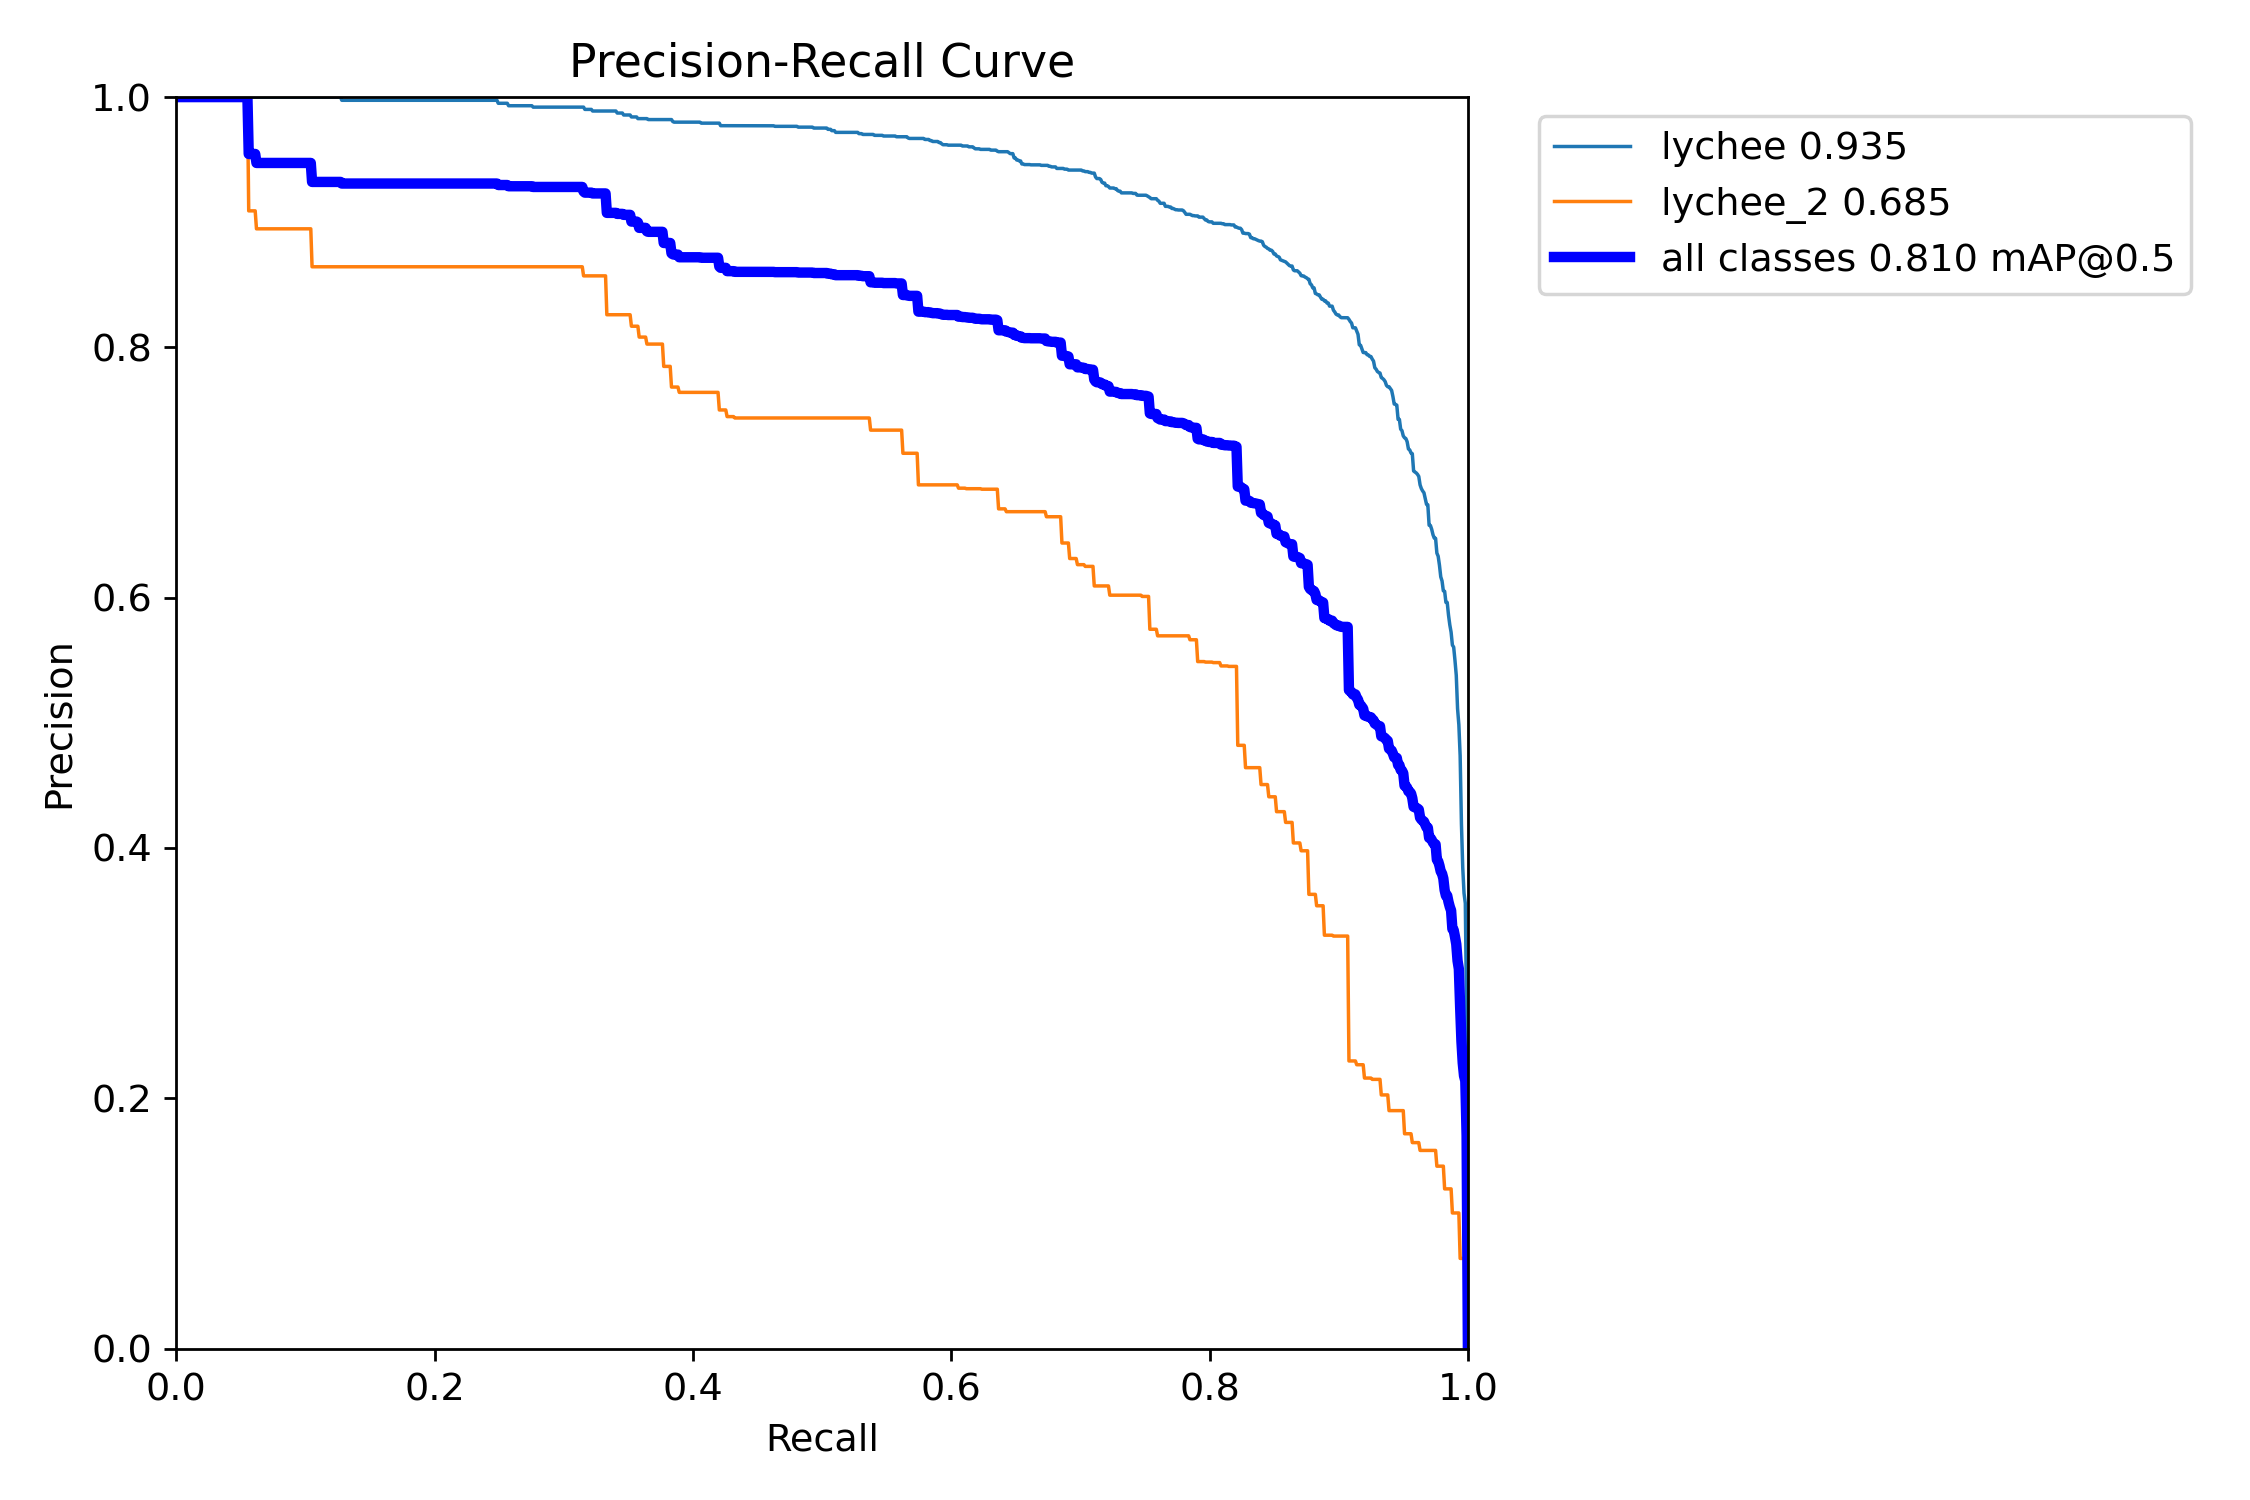 Precision-Recall Curve
1.0
0.8
0.6
0.4
0.2
0.0
Precision
0.0 0.2 0.4 0.6 0.8 1.0
Recall
lychee 0.935
lychee_2 0.685
all classes 0.810 mAP@0.5